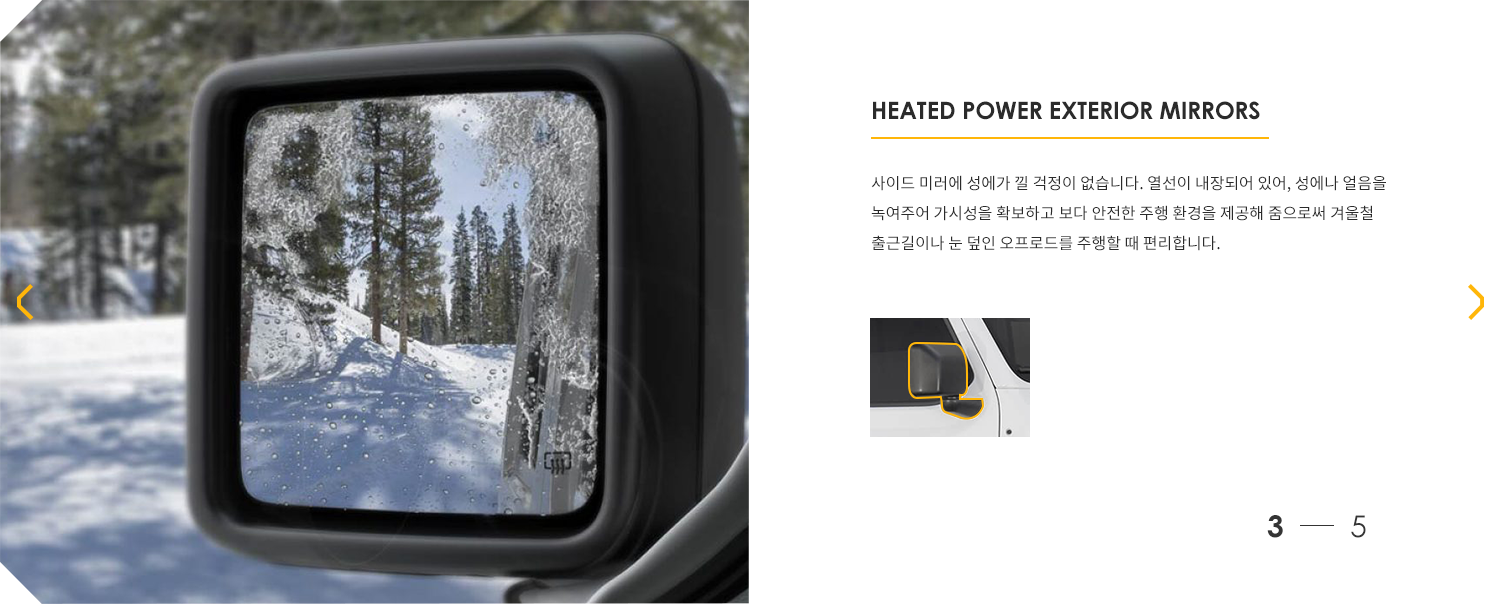 HEATED POWER EXTERIOR MIRRORS
사이드 미러에 성에가 낄 걱정이 없습니다. 열선이 내장되어 있어, 성에나 얼음을
녹여주어 가시성을 확보하고 보다 안전한 주행 환경을 제공해 줌으로써 겨울철
출근길이나 눈 덮인 오프로드를 주행할 때 편리합니다.
3 — 5